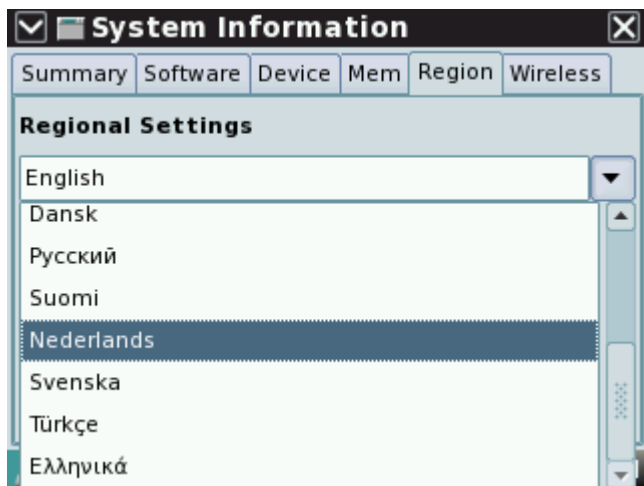 System Information
Summary Software Device Mem Region Wireless
Regional Settings
English
Dansk
Русский
Suomi
Nederlands
Svenska
Türkçe
Ελληνικά